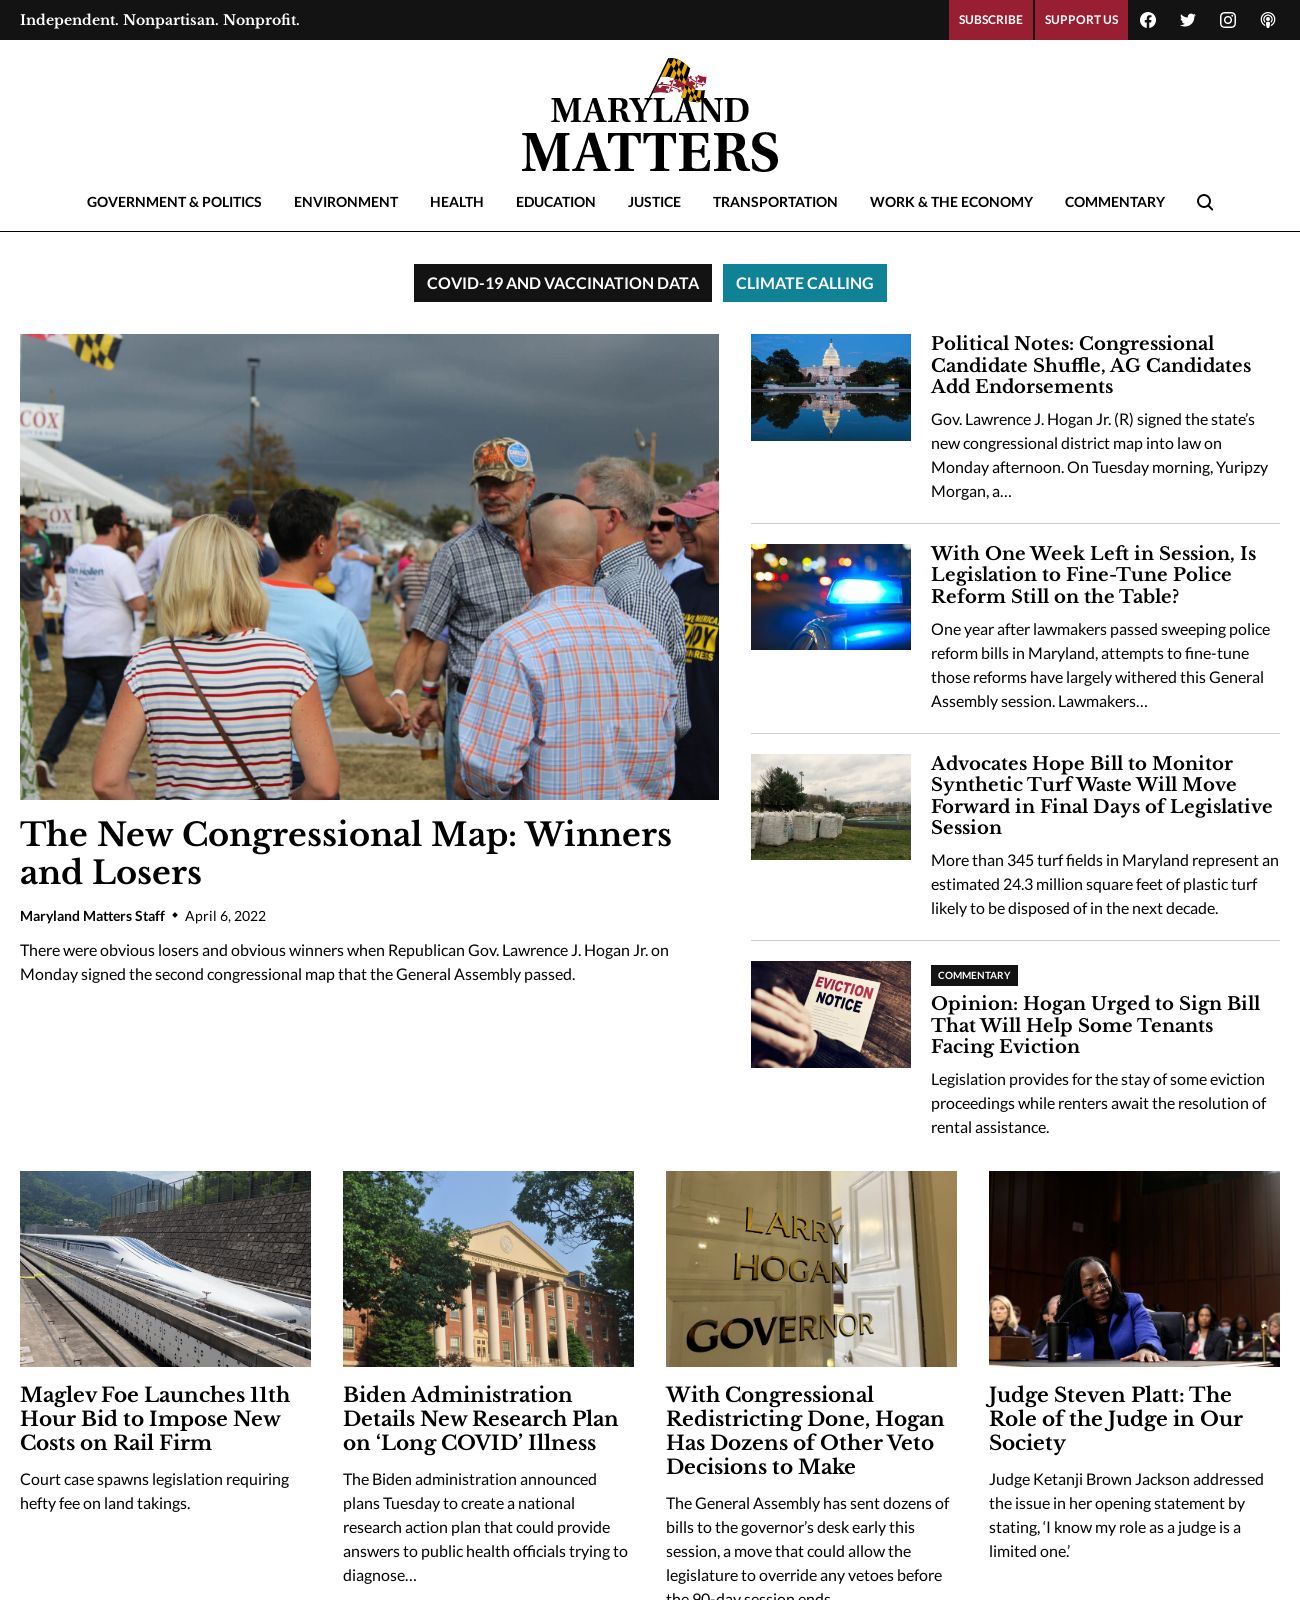 Independent. Nonpartisan. Nonprofit.
SUBSCRIBE
SUPPORT US
MARYLAND
MATTERS
GOVERNMENT & POLITICS
ENVIRONMENT
HEALTH
EDUCATION
JUSTICE
TRANSPORTATION
WORK & THE ECONOMY
COMMENTARY
COVID-19 AND VACCINATION DATA
CLIMATE CALLING
COX
COX
The New Congressional Map: Winners
and Losers
Maryland Matters Staff ◆ April 6, 2022
There were obvious losers and obvious winners when Republican Gov. Lawrence J. Hogan Jr. on
Monday signed the second congressional map that the General Assembly passed.
Political Notes: Congressional
Candidate Shuffle, AG Candidates
Add Endorsements
Gov. Lawrence J. Hogan Jr. (R) signed the state’s
new congressional district map into law on
Monday afternoon. On Tuesday morning, Yuripzy
Morgan, a…
With One Week Left in Session, Is
Legislation to Fine-Tune Police
Reform Still on the Table?
One year after lawmakers passed sweeping police
reform bills in Maryland, attempts to fine-tune
those reforms have largely withered this General
Assembly session. Lawmakers…
Advocates Hope Bill to Monitor
Synthetic Turf Waste Will Move
Forward in Final Days of Legislative
Session
More than 345 turf fields in Maryland represent an
estimated 24.3 million square feet of plastic turf
likely to be disposed of in the next decade.
EVICTION
NOTICE
COMMENTARY
Opinion: Hogan Urged to Sign Bill
That Will Help Some Tenants
Facing Eviction
Legislation provides for the stay of some eviction
proceedings while renters await the resolution of
rental assistance.
Maglev Foe Launches 11th
Hour Bid to Impose New
Costs on Rail Firm
Court case spawns legislation requiring
hefty fee on land takings.
Biden Administration
Details New Research Plan
on ‘Long COVID’ Illness
The Biden administration announced
plans Tuesday to create a national
research action plan that could provide
answers to public health officials trying to
diagnose…
LARRY
HOGAN
GOVERNOR
With Congressional
Redistricting Done, Hogan
Has Dozens of Other Veto
Decisions to Make
The General Assembly has sent dozens of
bills to the governor’s desk early this
session, a move that could allow the
legislature to override any vetoes before
the 90-day session ends.
Judge Steven Platt: The
Role of the Judge in Our
Society
Judge Ketanji Brown Jackson addressed
the issue in her opening statement by
stating, ‘I know my role as a judge is a
limited one.’